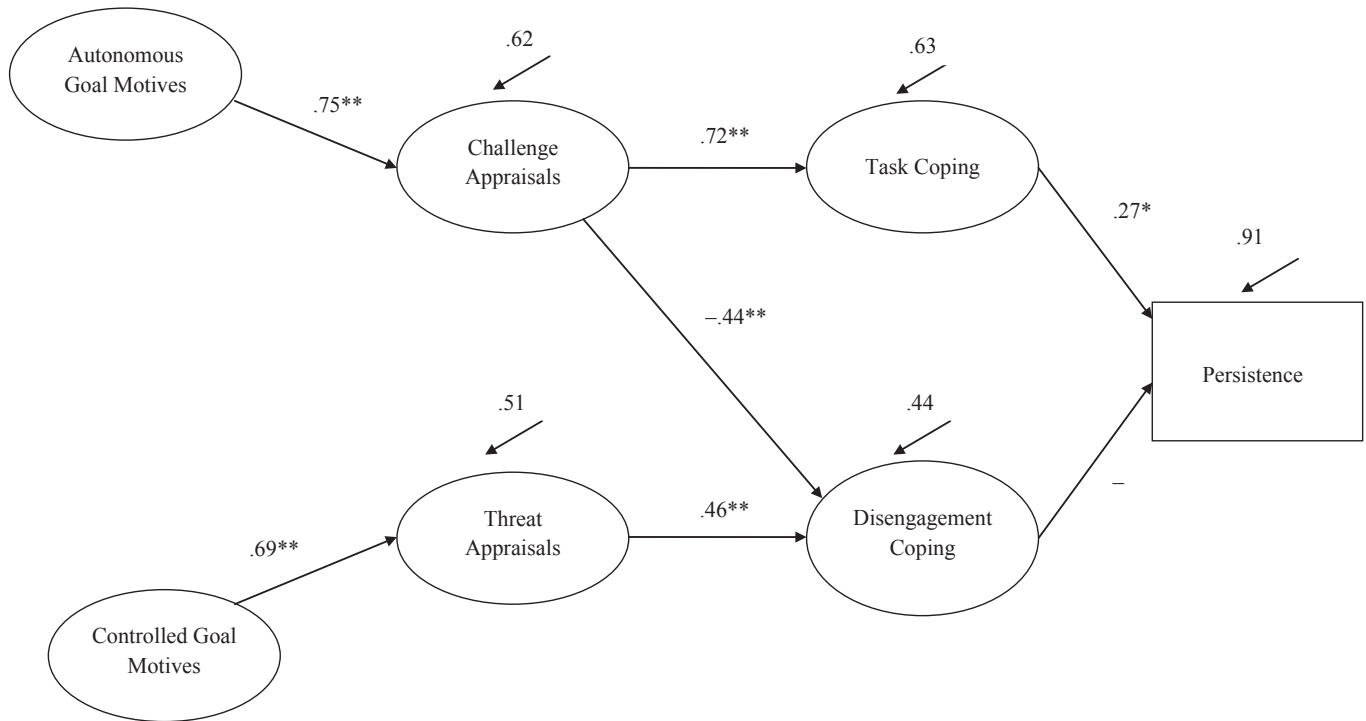 .62
.63
Autonomous
Goal Motives
.75**
Challenge
Appraisals
.72**
Task Coping
.27*
.91
–.44**
Persistence
.51
.44
Threat
Appraisals
.46**
Disengagement
Coping
–
.69**
Controlled Goal
Motives